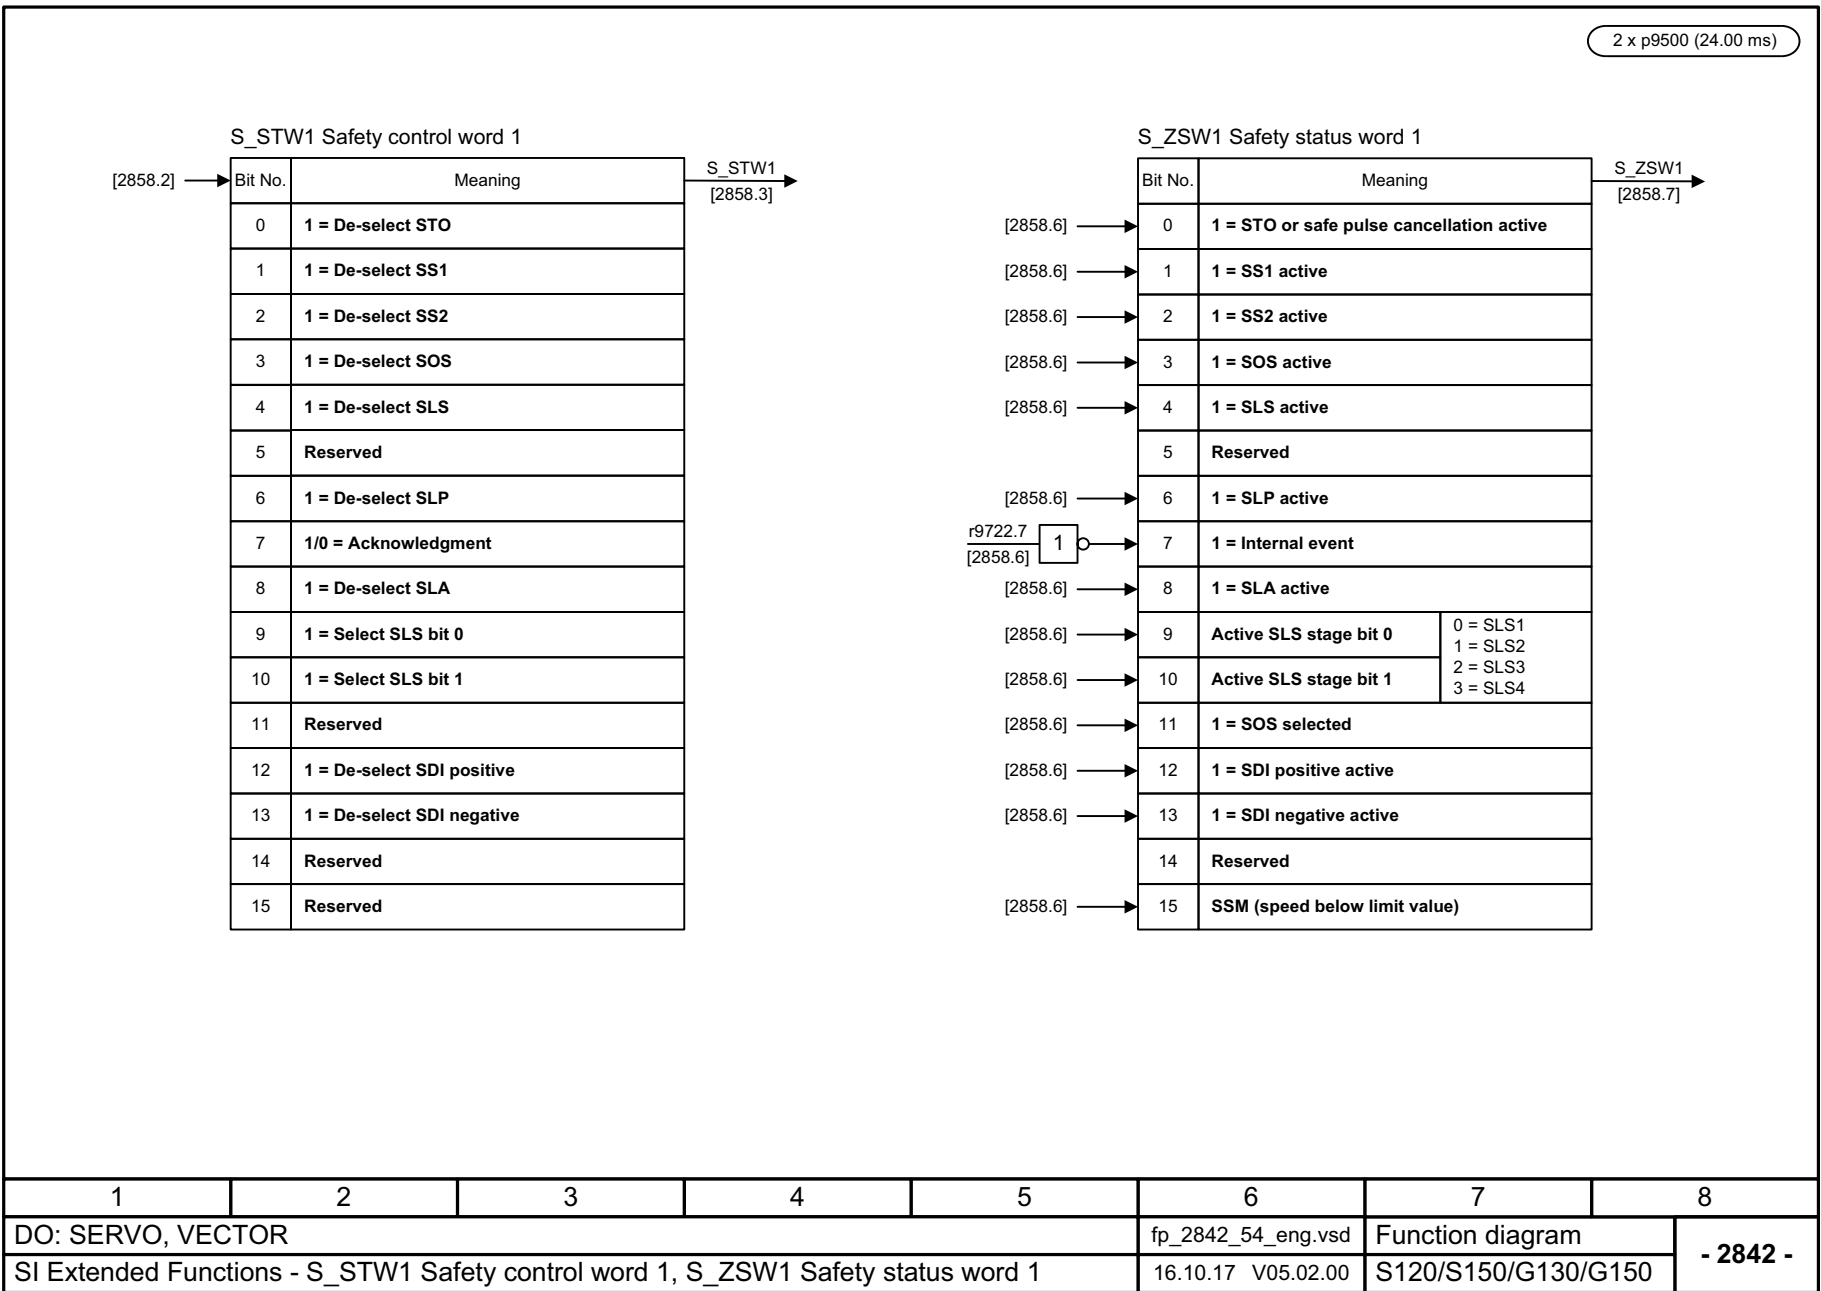 2 x p9500 (24.00 ms)
S_STW1 Safety control word 1
[2858.2] Bit No. Meaning S_STW1
[2858.3]
0 1 = De-select STO
1 1 = De-select SS1
2 1 = De-select SS2
3 1 = De-select SOS
4 1 = De-select SLS
5 Reserved
6 1 = De-select SLP
7 1/0 = Acknowledgment
8 1 = De-select SLA
9 1 = Select SLS bit 0
10 1 = Select SLS bit 1
11 Reserved
12 1 = De-select SDI positive
13 1 = De-select SDI negative
14 Reserved
15 Reserved
S_ZSW1 Safety status word 1
Bit No. Meaning S_ZSW1
[2858.7]
[2858.6] 0 1 = STO or safe pulse cancellation active
[2858.6] 1 1 = SS1 active
[2858.6] 2 1 = SS2 active
[2858.6] 3 1 = SOS active
[2858.6] 4 1 = SLS active
5 Reserved
[2858.6] 6 1 = SLP active
r9722.7
[2858.6] 1 7 1 = Internal event
[2858.6] 8 1 = SLA active
[2858.6] 9 Active SLS stage bit 0
[2858.6] 10 Active SLS stage bit 1
0 = SLS1
1 = SLS2
2 = SLS3
3 = SLS4
[2858.6] 11 1 = SOS selected
[2858.6] 12 1 = SDI positive active
[2858.6] 13 1 = SDI negative active
14 Reserved
[2858.6] 15 SSM (speed below limit value)
1 2 3 4 5 6 7 8
DO: SERVO, VECTOR fp_2842_54_eng.vsd Function diagram
SI Extended Functions - S_STW1 Safety control word 1, S_ZSW1 Safety status word 1 16.10.17 V05.02.00 S120/S150/G130/G150
- 2842 -